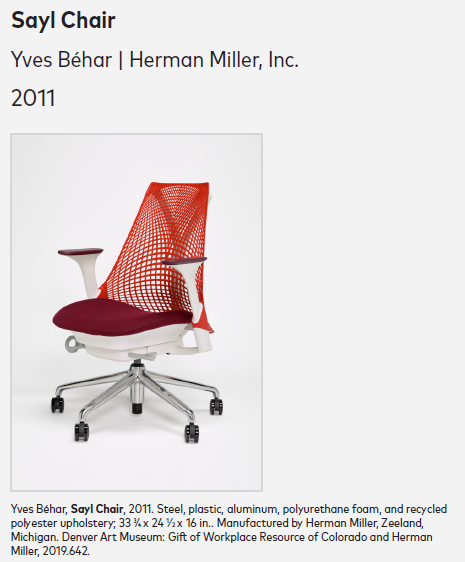 Sayl Chair
Yves Béhar | Herman Miller, Inc.
2011
Yves Béhar, Sayl Chair, 2011. Steel, plastic, aluminum, polyurethane foam, and recycled
polyester upholstery; 33 ¾ x 24 ½ x 16 in.. Manufactured by Herman Miller, Zeeland,
Michigan. Denver Art Museum: Gift of Workplace Resource of Colorado and Herman
Miller, 2019.642.